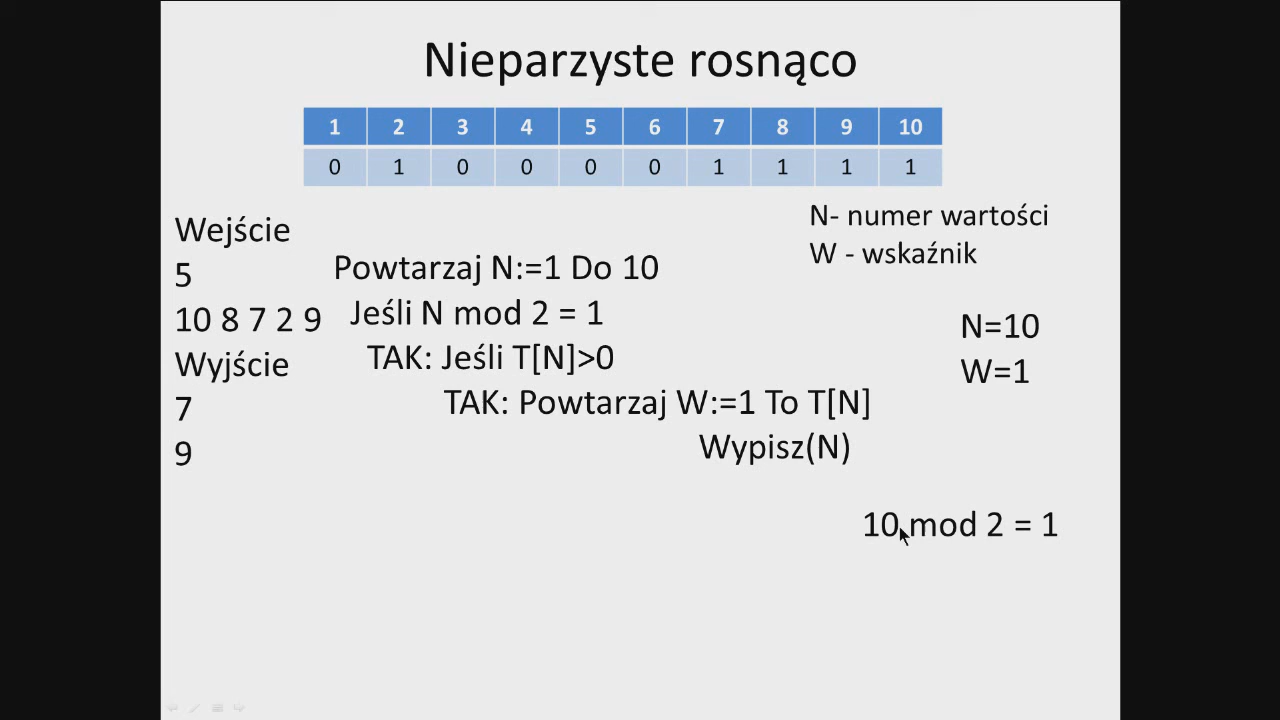 Nieparzyste rosnąco
1 2 3 4 5 6 7 8 9 10
0 1 0 0 0 0 1 1 1 1
N- numer wartości
W - wskaźnik
Wejście
5
10 8 7 2 9
Wyjście
7
9
Powtarzaj N:=1 Do 10
Jeśli N mod 2 = 1
TAK: Jeśli T[N]>0
TAK: Powtarzaj W:=1 To T[N]
Wypisz(N)
N=10
W=1
10 mod 2 = 1